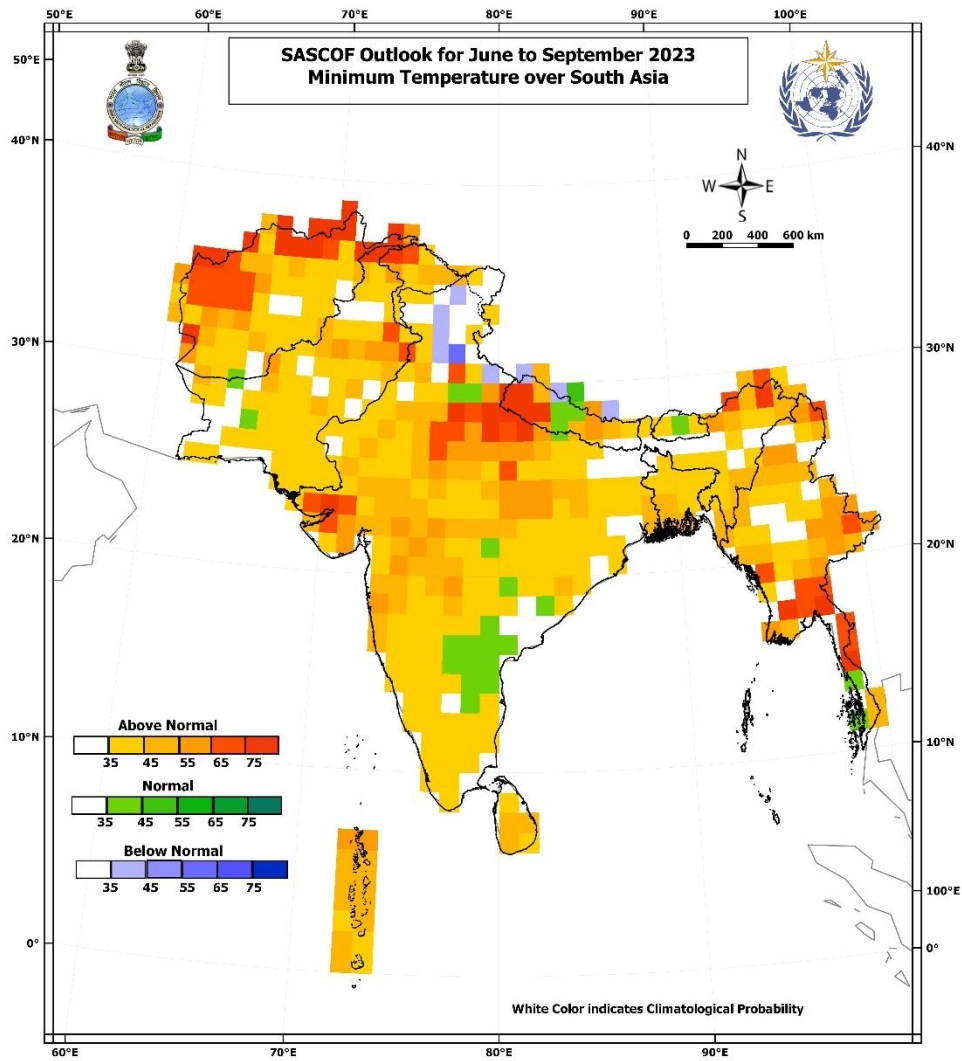 50°E 60°E 70°E 80°E 90°E 100°E
SASCOF Outlook for June to September 2023
Minimum Temperature over South Asia
50°N
40°N 40°N
N
W E
S
0 200 400 600 km
30°N 30°N
20°N 20°N
10°N 10°N
Above Normal
35 45 55 65 75
Normal
35 45 55 65 75
Below Normal
35 45 55 65 75
100°E
0° 0°
White Color indicates Climatological Probability
60°E 70°E 80°E 90°E